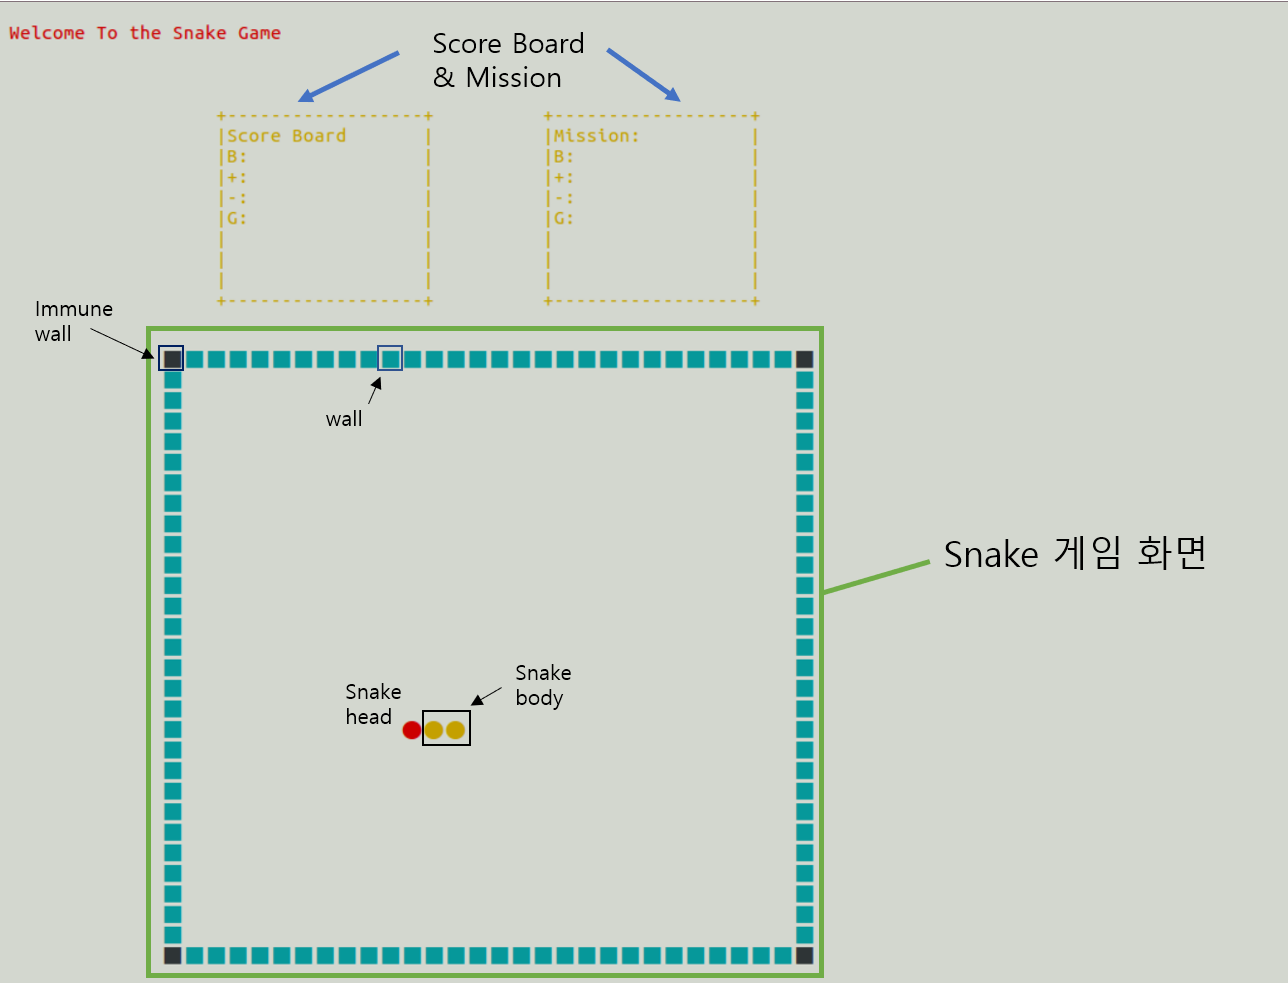 Welcome To the Snake Game
Score Board
& Mission
+------------------+
|Score Board |
|B: |
|+: |
|-: |
|G: |
+------------------+
+------------------+
|Mission: |
|B: |
|+: |
|-: |
|G: |
+------------------+
Immune
wall
wall
Snake 게임 화면
Snake
head
Snake
body